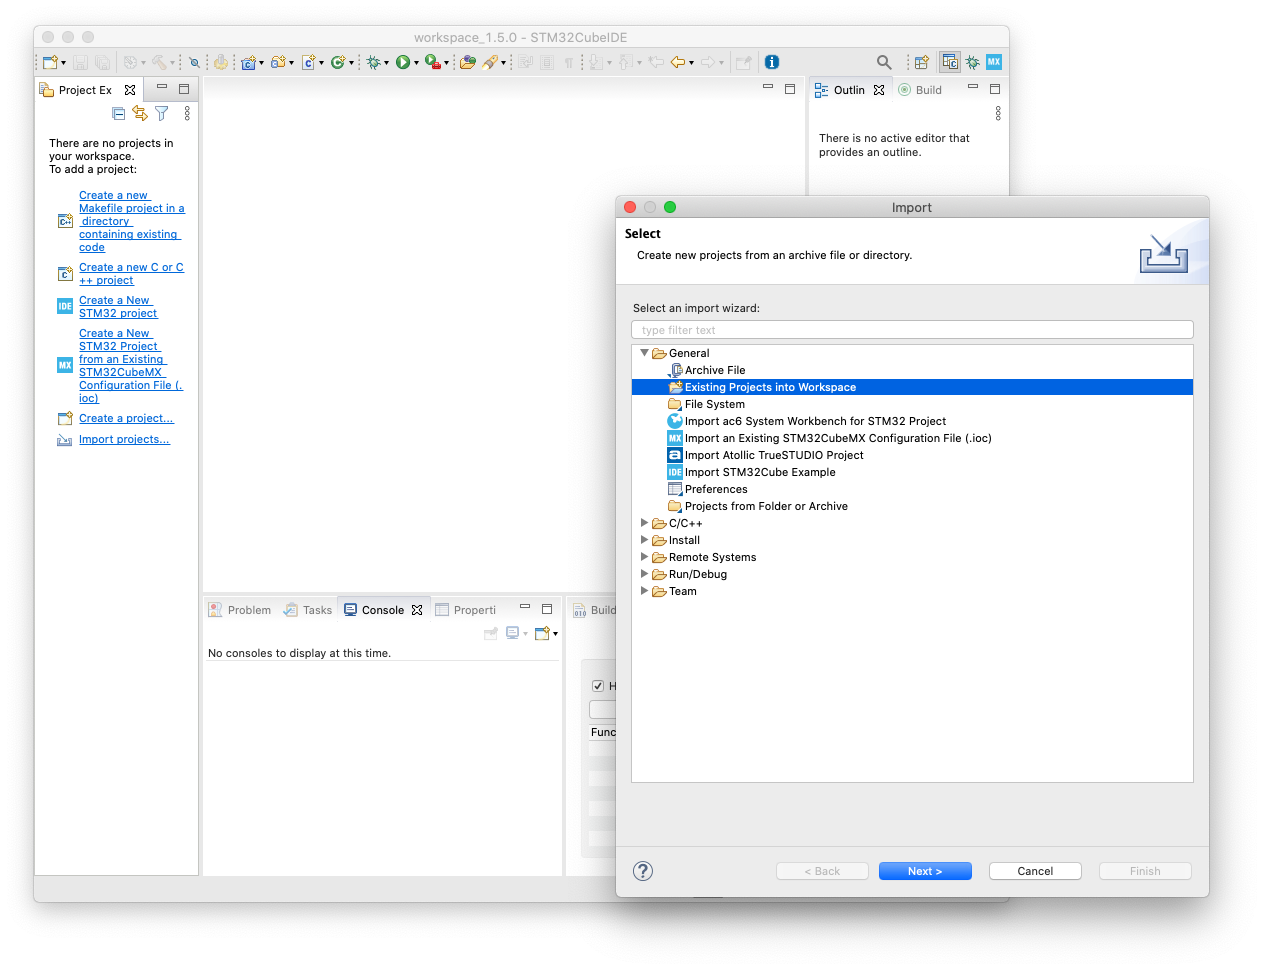 workspace_1.5.0 - STM32CubeIDE
MX
Project Ex
There are no projects in
your workspace.
To add a project:
Create a new
Makefile project in a
directory
containing existing
code
Create a new C or C
++ project
IDE
Create a New
STM32 project
Create a New
STM32 Project
from an Existing
MX
STM32CubeMX
Configuration File (.
ioc)
Create a project...
Import projects...
Outlin
Build
There is no active editor that
provides an outline.
Problem
Tasks
Console
Properti
No consoles to display at this time.
Build
H
Func
Import
Select
Create new projects from an archive file or directory.
Select an import wizard:
type filter text
General
Archive File
Existing Projects into Workspace
File System
Import ac6 System Workbench for STM32 Project
MX Import an Existing STM32CubeMX Configuration File (.ioc)
a Import Atollic TrueSTUDIO Project
IDE Import STM32Cube Example
Preferences
Projects from Folder or Archive
C/C++
Install
Remote Systems
Run/Debug
Team
?
< Back
Next >
Cancel
Finish